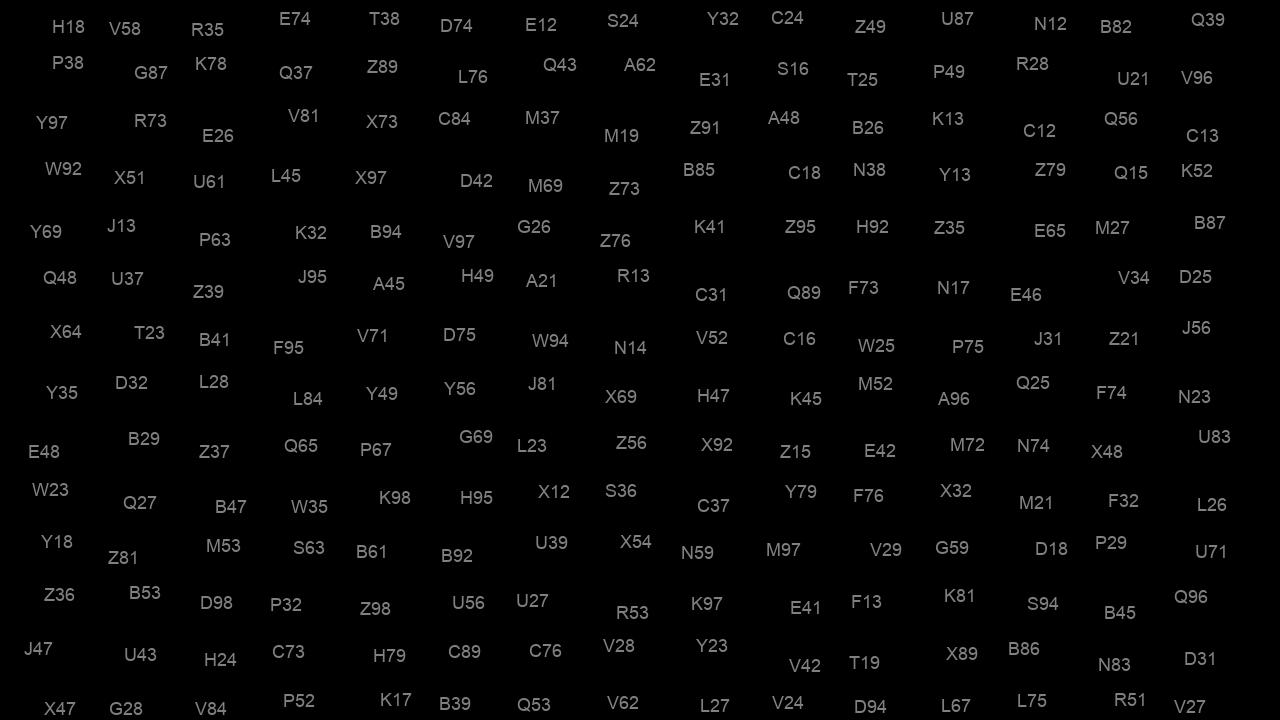 H18 V58 R35 E74 T38 D74 E12 S24 Y32 C24 Z49 U87 N12 B82 Q39
P38 G87 K78 Q37 Z89 L76 Q43 A62 E31 S16 T25 P49 R28 U21 V96
Y97 R73 E26 V81 X73 C84 M37 M19 Z91 A48 B26 K13 C12 Q56 C13
W92 X51 U61 L45 X97 D42 M69 Z73 B85 C18 N38 Y13 Z79 Q15 K52
Y69 J13 P63 K32 B94 V97 G26 Z76 K41 Z95 H92 Z35 E65 M27 B87
Q48 U37 Z39 J95 A45 H49 A21 R13 C31 Q89 F73 N17 E46 V34 D25
X64 T23 B41 F95 V71 D75 W94 N14 V52 C16 W25 P75 J31 Z21 J56
Y35 D32 L28 L84 Y49 Y56 J81 X69 H47 K45 M52 A96 Q25 F74 N23
E48 B29 Z37 Q65 P67 G69 L23 Z56 X92 Z15 E42 M72 N74 X48 U83
W23 Q27 B47 W35 K98 H95 X12 S36 C37 Y79 F76 X32 M21 F32 L26
Y18 Z81 M53 S63 B61 B92 U39 X54 N59 M97 V29 G59 D18 P29 U71
Z36 B53 D98 P32 Z98 U56 U27 R53 K97 E41 F13 K81 S94 B45 Q96
J47 U43 H24 C73 H79 C89 C76 V28 Y23 V42 T19 X89 B86 N83 D31
X47 G28 V84 P52 K17 B39 Q53 V62 L27 V24 D94 L67 L75 R51 V27